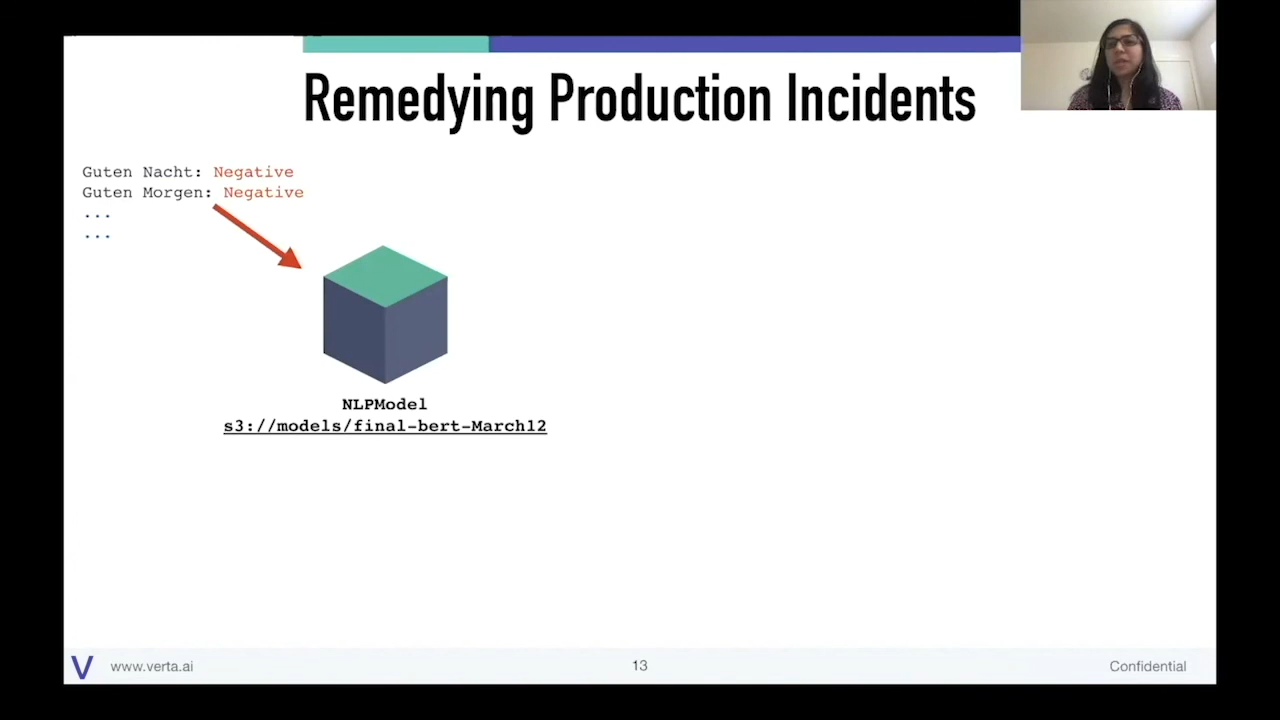 Remedying Production Incidents
Guten Nacht: Negative
Guten Morgen: Negative
...
...
NLPModel
s3://models/final-bert-March12
V www.verta.ai
13
Confidential